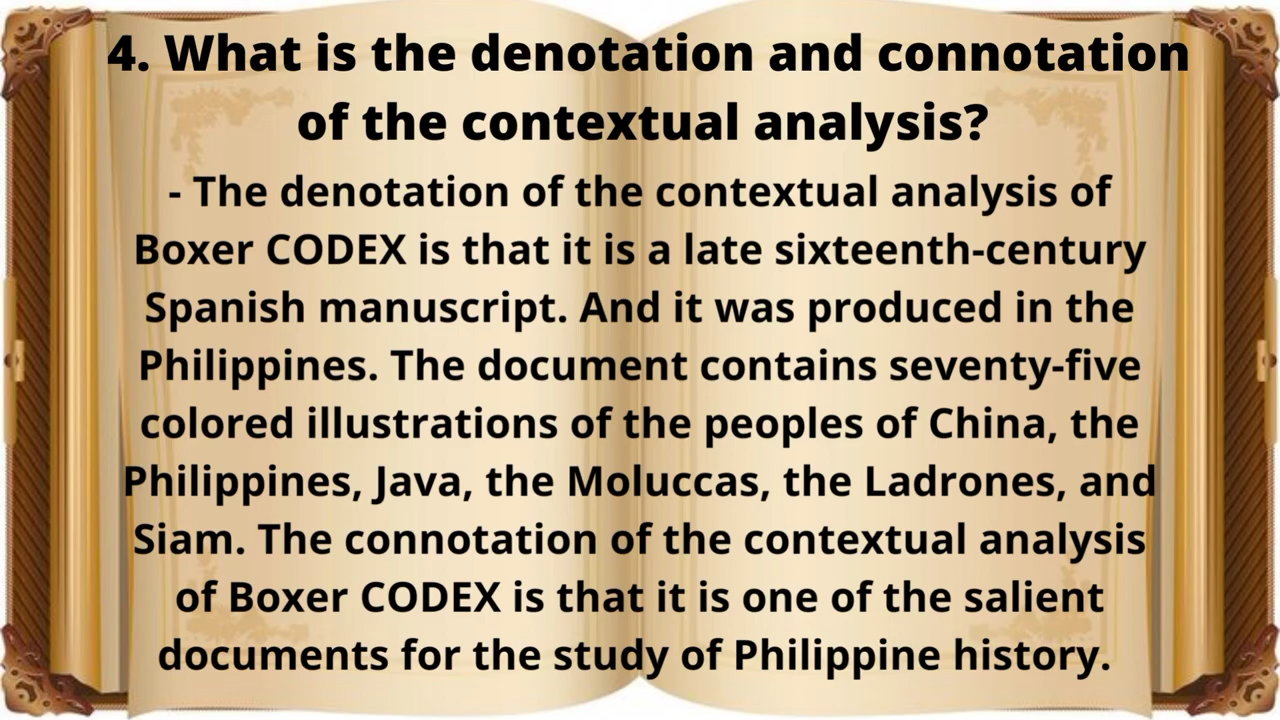 4. What is the denotation and connotation
of the contextual analysis?
- The denotation of the contextual analysis of
Boxer CODEX is that it is a late sixteenth-century
Spanish manuscript. And it was produced in the
Philippines. The document contains seventy-five
colored illustrations of the peoples of China, the
Philippines, Java, the Moluccas, the Ladrones, and
Siam. The connotation of the contextual analysis
of Boxer CODEX is that it is one of the salient
documents for the study of Philippine history.